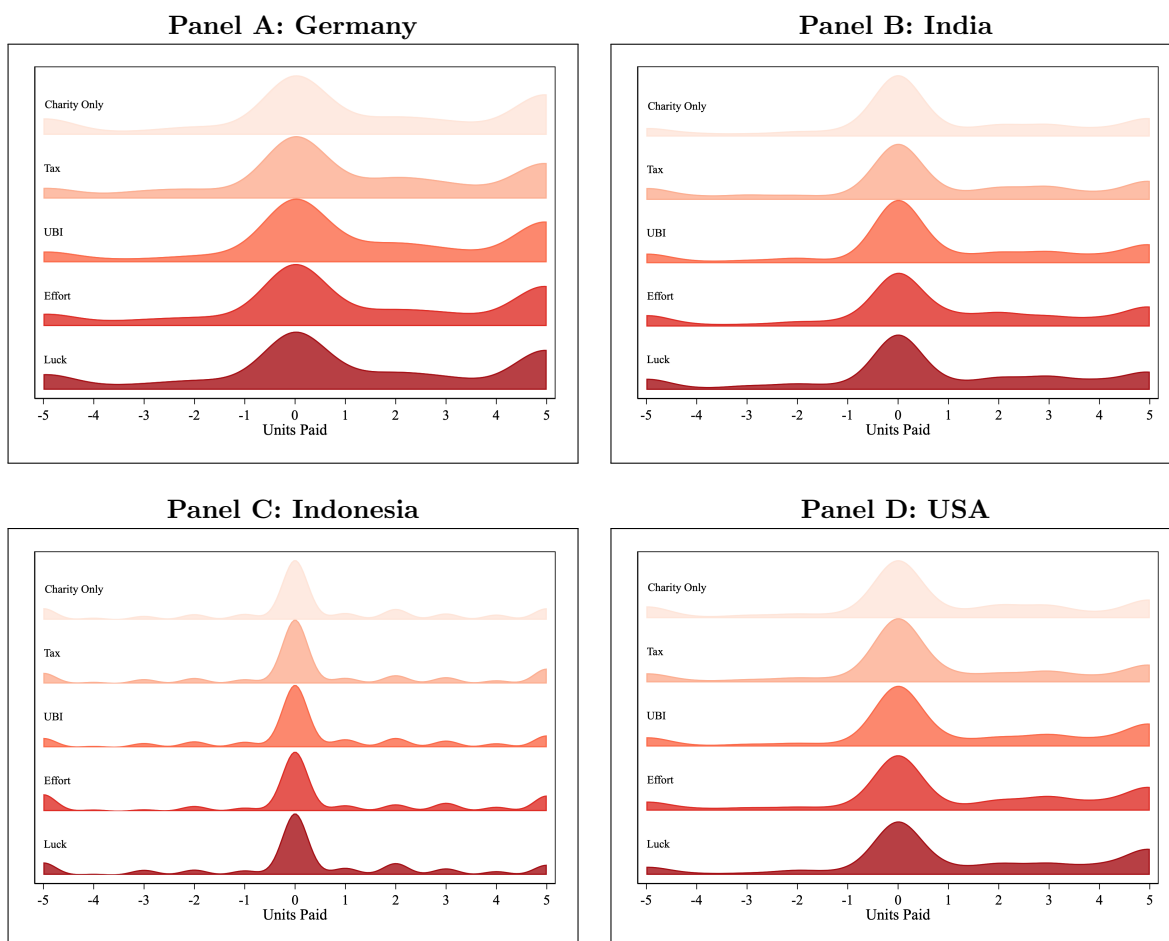 Panel A: Germany
Charity Only
Tax
UBI
Effort
Luck
-5 -4 -3 -2 -1 0 1 2 3 4 5
Units Paid
Panel B: India
Charity Only
Tax
UBI
Effort
Luck
-5 -4 -3 -2 -1 0 1 2 3 4 5
Units Paid
Panel C: Indonesia
Charity Only
Tax
UBI
Effort
Luck
-5 -4 -3 -2 -1 0 1 2 3 4 5
Units Paid
Panel D: USA
Charity Only
Tax
UBI
Effort
Luck
-5 -4 -3 -2 -1 0 1 2 3 4 5
Units Paid